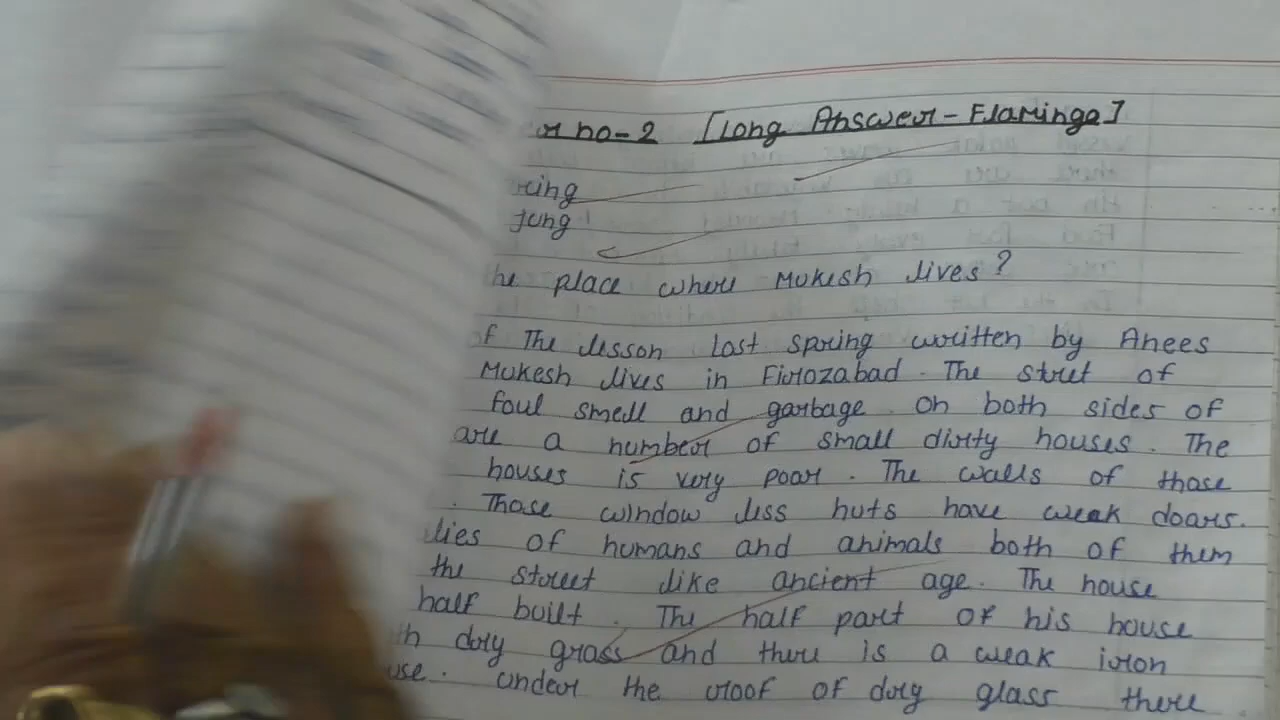 no-2 [Long Answer - Flamingo]
jung
place where Mukesh lives?
of The lesson lost spring written by Anees
Mukesh lives in Firozabad. The stret of
foul smell and garbage. On both sides of
are a number of small dirty houses. The
houses is very poor. The walls of those
. Those window less huts have weak doors.
lies of humans and animals both of them
the street like ancient age. The house
half built. The half part of his house
dry grass and there is a weak iron
under the roof of dry glass there